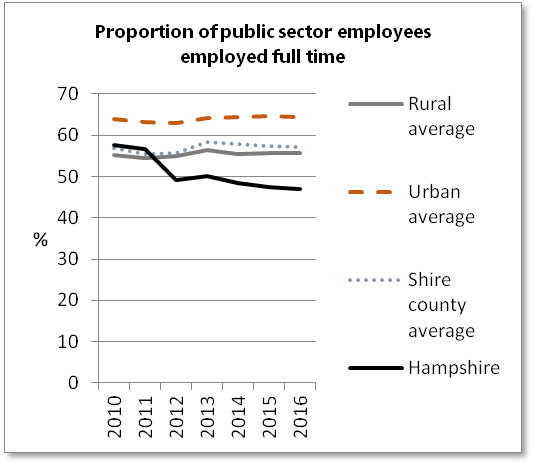 Proportion of public sector employees
employed full time
70
60
50
40
30
20
10
0
%
2010
2011
2012
2013
2014
2015
2016
Rural
average
Urban
average
Shire
county
average
Hampshire